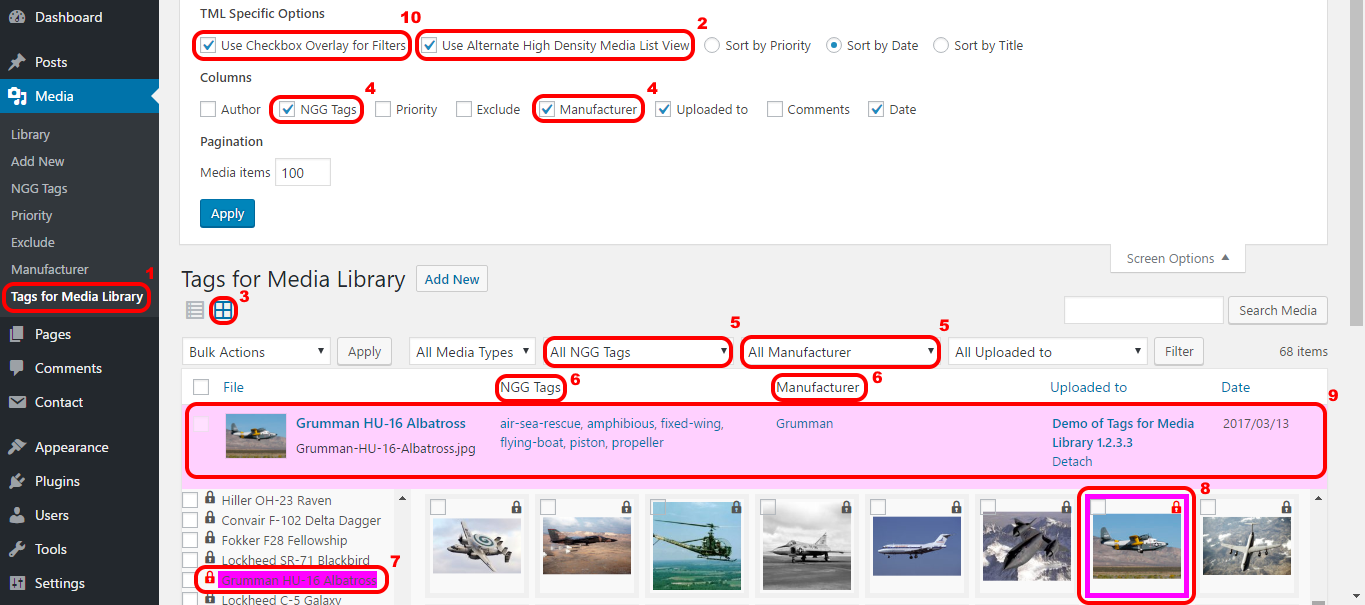 Dashboard
Posts
Media
Library
Add New
NGG Tags
Priority
Exclude
Manufacturer
1
Tags for Media Library
Pages
Comments
Contact
Appearance
Plugins
Users
Tools
Settings
TML Specific Options
10 2
Use Checkbox Overlay for Filters Use Alternate High Density Media List View Sort by Priority Sort by Date Sort by Title
Columns
4 4
Author NGG Tags Priority Exclude Manufacturer Uploaded to Comments Date
Pagination
Media items 100
Apply
Screen Options
Tags for Media Library Add New
3
Search Media
5 5
Bulk Actions Apply All Media Types All NGG Tags All Manufacturer All Uploaded to Filter 68 items
6 6
File NGG Tags Manufacturer Uploaded to Date
9
Grumman HU-16 Albatross air-sea-rescue, amphibious, fixed-wing, Grumman Demo of Tags for Media 2017/03/13
Grumman-HU-16-Albatross.jpg flying-boat, piston, propeller Library 1.2.3.3
Detach
8
Hiller OH-23 Raven
Convair F-102 Delta Dagger
Fokker F28 Fellowship
Lockheed SR-71 Blackbird
7
Grumman HU-16 Albatross
Lockheed C-5 Galaxy